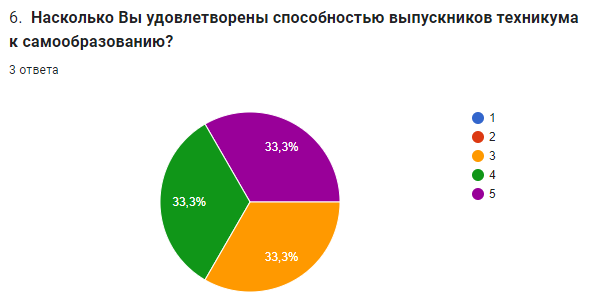 6. Насколько Вы удовлетворены способностью выпускников техникума
к самообразованию?
3 ответа
33,3%
33,3%
33,3%
1
2
3
4
5